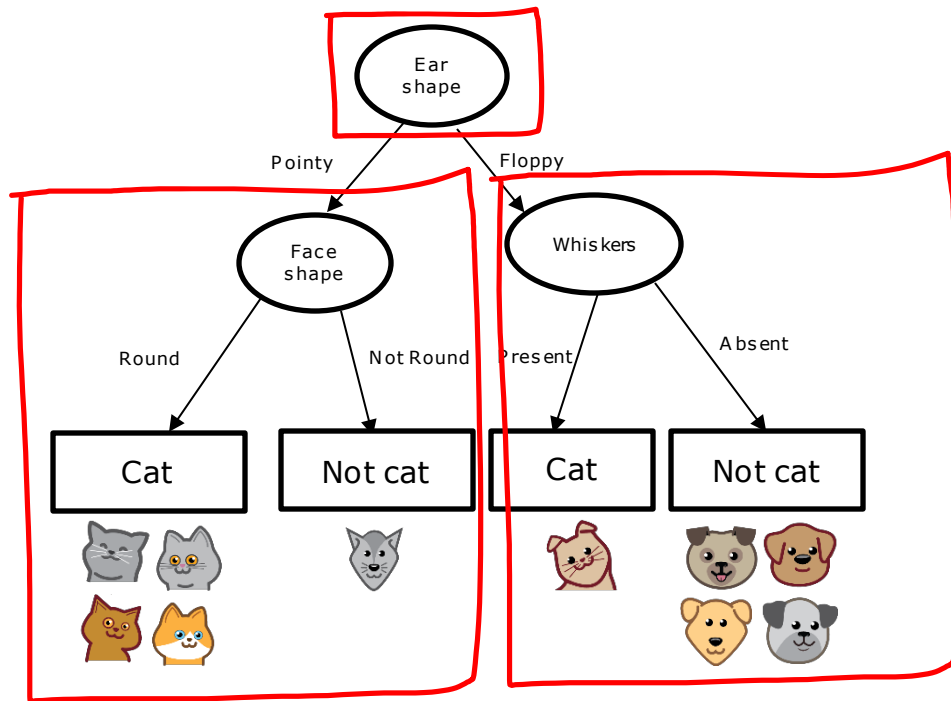 Ear
shape
Pointy
Floppy
Face
shape
Whiskers
Round
Not Round
Present
Absent
Cat
Not cat
Cat
Not cat